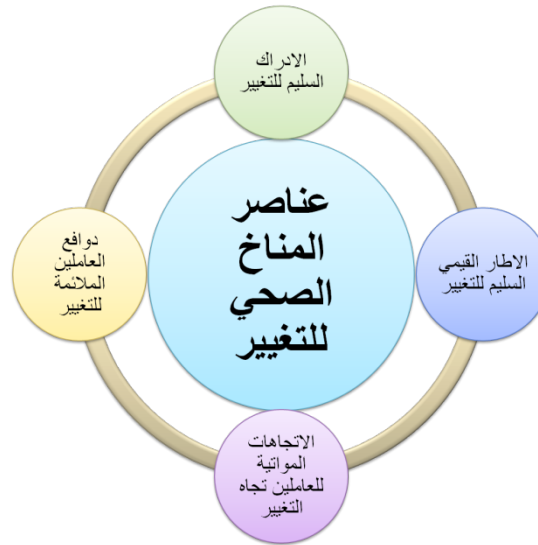 الادراك
السليم للتغيير
عناصر
المناخ
الصحي
للتغيير
الاطار القيمي
السليم للتغيير
الاتجاهات
المواتية
للعاملين تجاه
التغيير
دوافع
العاملين
الملائمة
للتغيير